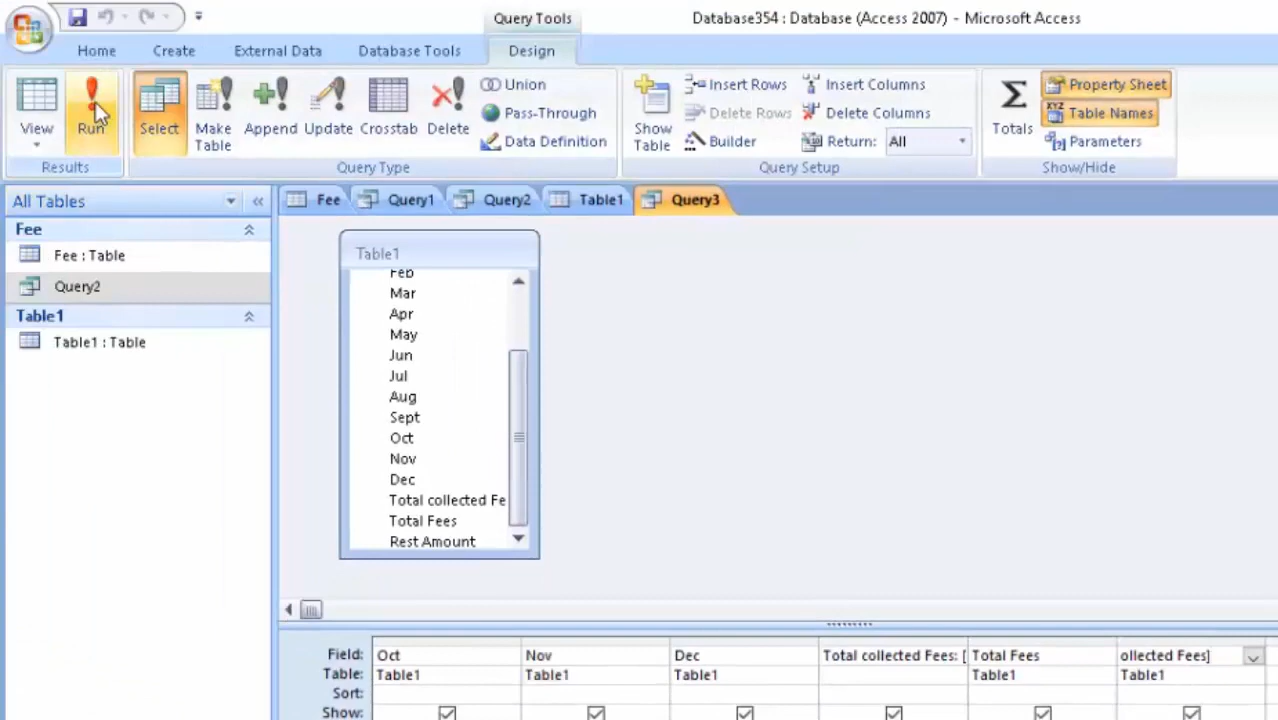 Query Tools
Database354 : Database (Access 2007) - Microsoft Access
Home Create External Data Database Tools Design
View
Run
Select
Make
Table
Append
Update
Crosstab
Delete
Union
Pass-Through
Data Definition
Show
Table
Insert Rows
Delete Rows
Builder
Insert Columns
Delete Columns
Return: All
Totals
Property Sheet
XYZ Table Names
Parameters
Results
Query Type
Query Setup
Show/Hide
All Tables
Fee
Fee : Table
Query2
Table1
Table1 : Table
Fee Query1 Query2 Table1 Query3
Table1
Feb
Mar
Apr
May
Jun
Jul
Aug
Sept
Oct
Nov
Dec
Total collected Fe
Total Fees
Rest Amount
Field: Oct Nov Dec Total collected Fees: [ Total Fees ollected Fees]
Table: Table1 Table1 Table1 Table1 Table1
Sort:
Show: